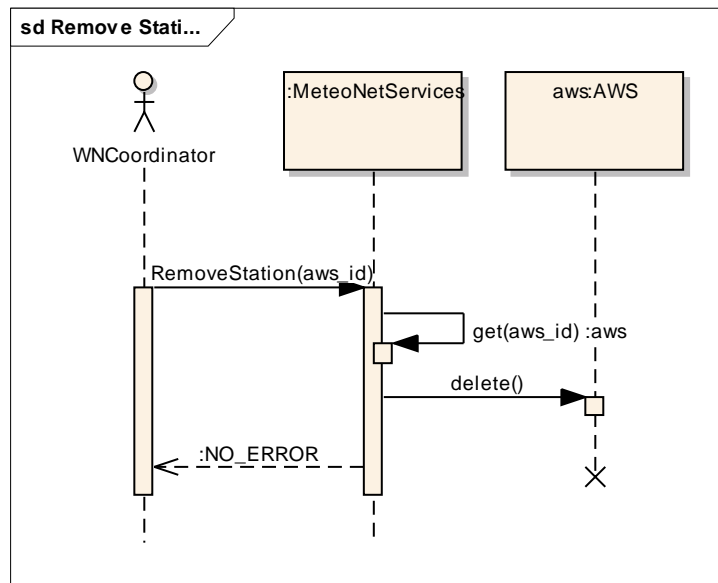 sd Remove Stati...
:MeteoNetServices
aws:AWS
WNCoordinator
RemoveStation(aws_id)
get(aws_id) :aws
delete()
:NO_ERROR